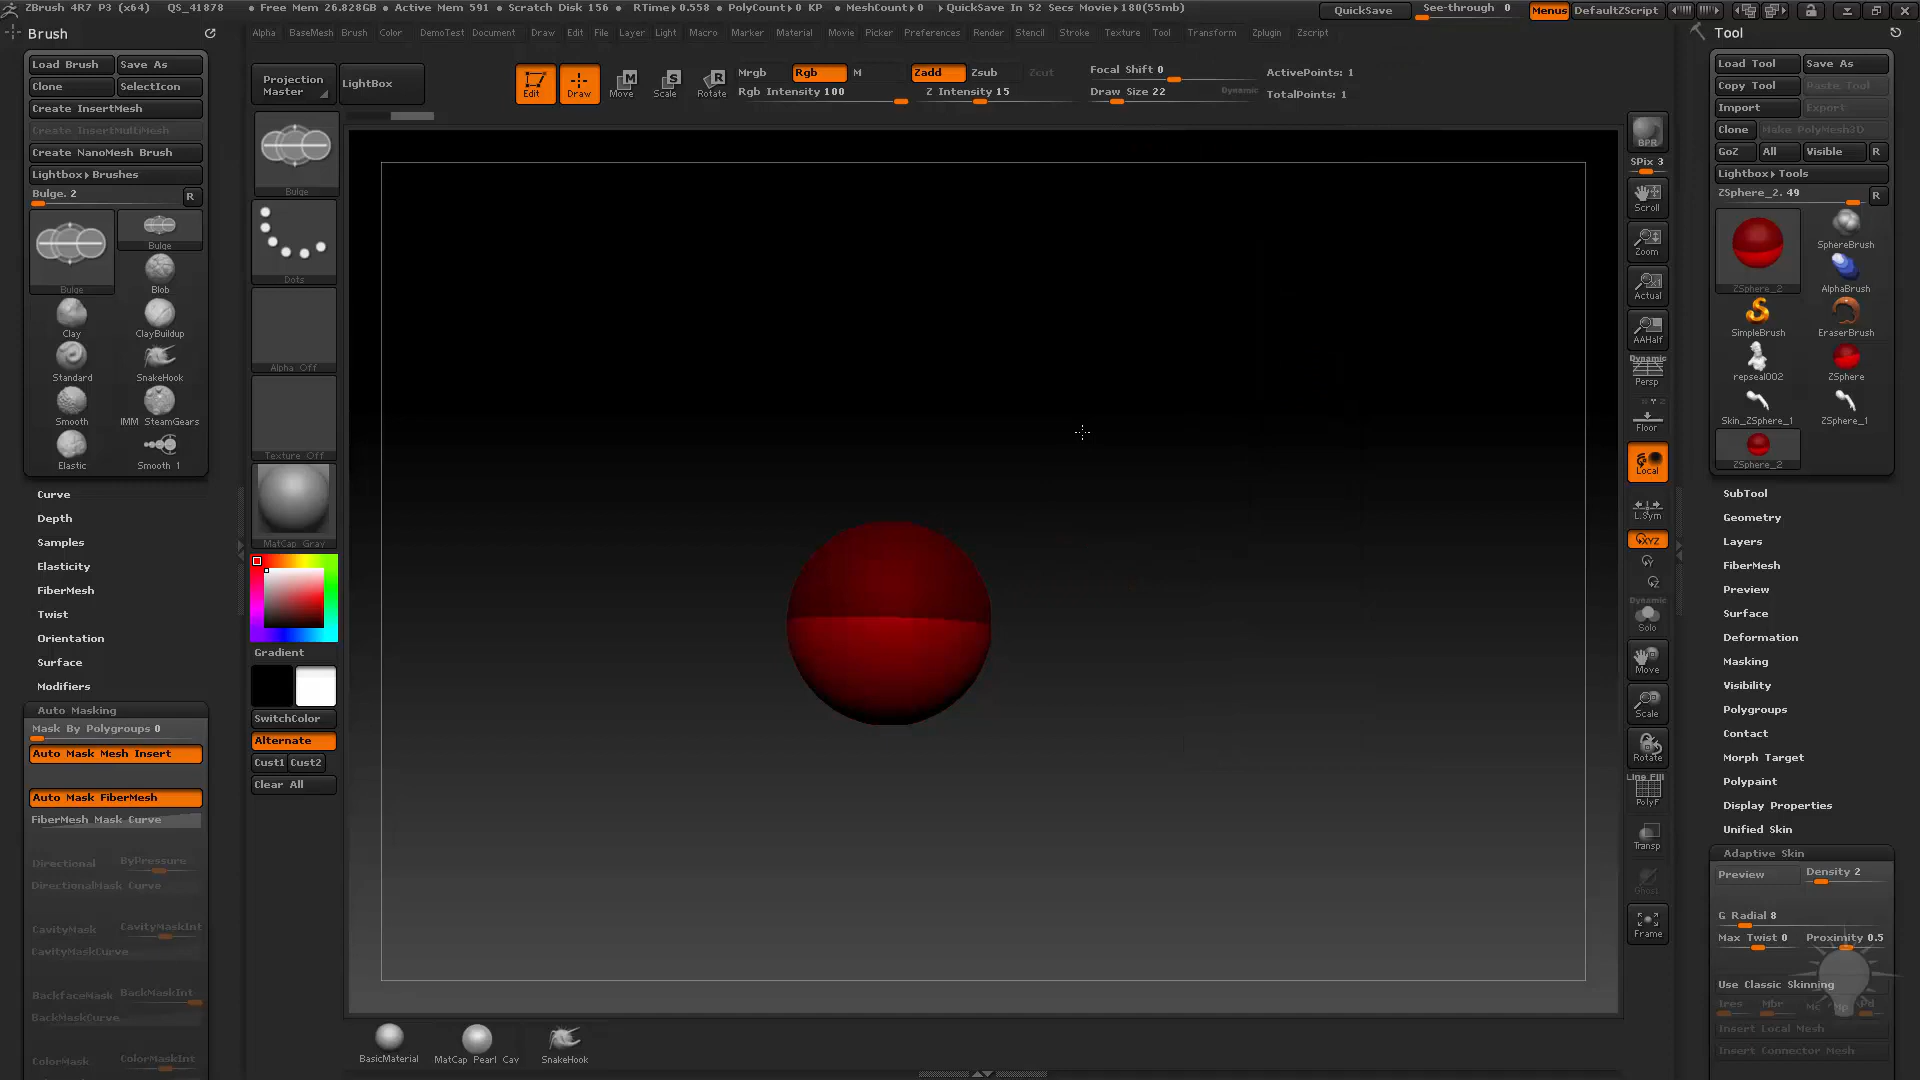 ZBrush 4R7 P3 (x64) QS_41878 • Free Mem 26.828GB • Active Mem 591 • Scratch Disk 156 • RTime▸0.558 • PolyCount▸0 KP • MeshCount▸0 ▸QuickSave In 52 Secs Movie▸180(55mb) QuickSave See-through 0 Menus DefaultZScript
Brush
Alpha BaseMesh Brush Color DemoTest Document Draw Edit File Layer Light Macro Marker Material Movie Picker Preferences Render Stencil Stroke Texture Tool Transform Zplugin Zscript
Tool
Load Brush Save As
Clone SelectIcon
Create InsertMesh
Create InsertMultiMesh
Create NanoMesh Brush
Lightbox▸Brushes
Bulge. 2 R
Bulge
Bulge
Blob
Clay ClayBuildup
Standard SnakeHook
Smooth IMM SteamGears
Elastic Smooth 1
Curve
Depth
Samples
Elasticity
FiberMesh
Twist
Orientation
Surface
Modifiers
Auto Masking
Mask By Polygroups 0
Auto Mask Mesh Insert
Auto Mask FiberMesh
FiberMesh Mask Curve
Directional ByPressure
DirectionalMask Curve
CavityMask CavityMaskInt
CavityMaskCurve
BackfaceMask BackMaskInt
BackMaskCurve
ColorMask ColorMaskInt
Projection Master
LightBox
Edit Draw Move Scale Rotate
Mrgb Rgb M
Rgb Intensity 100
Zadd Zsub Zcut
Z Intensity 15
Focal Shift 0
Draw Size 22 Dynamic
ActivePoints: 1
TotalPoints: 1
Bulge
Dots
Alpha Off
Texture Off
MatCap Gray
Gradient
SwitchColor
Alternate
Cust1 Cust2
Clear All
BasicMaterial MatCap Pearl Cav SnakeHook
BPR
SPix 3
Scroll
Zoom
Actual
AAHalf
Dynamic
Persp
Floor
Local
L.Sym
XYZ
Y
Z
Dynamic
Solo
Move
Scale
Rotate
Line Fill
PolyF
Transp
Ghost
Frame
Load Tool Save As
Copy Tool Paste Tool
Import Export
Clone Make PolyMesh3D
GoZ All Visible R
Lightbox▸Tools
ZSphere_2. 49 R
ZSphere_2 SphereBrush
AlphaBrush
SimpleBrush EraserBrush
repseal002 ZSphere
Skin_ZSphere_1 ZSphere_1
ZSphere_2
SubTool
Geometry
Layers
FiberMesh
Preview
Surface
Deformation
Masking
Visibility
Polygroups
Contact
Morph Target
Polypaint
Display Properties
Unified Skin
Adaptive Skin
Preview Density 2
G Radial 8
Max Twist 0 Proximity 0.5
Use Classic Skinning
Ires Mbr Mc Mp Pd
Insert Local Mesh
Insert Connector Mesh